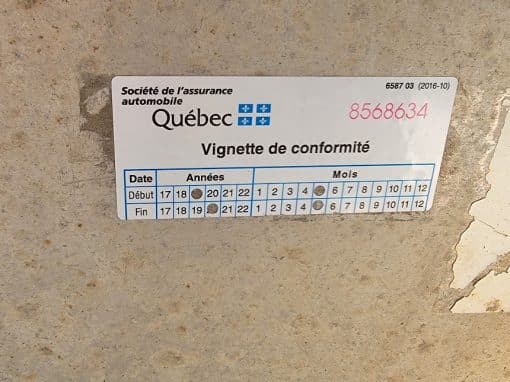 Société de l'assurance
automobile
Québec
6587 03 (2016-10)
8568634
Vignette de conformité
Date Années Mois
Début 17 18 20 21 22 1 2 3 4 6 7 8 9 10 11 12
Fin 17 18 19 21 22 1 2 3 4 6 7 8 9 10 11 12